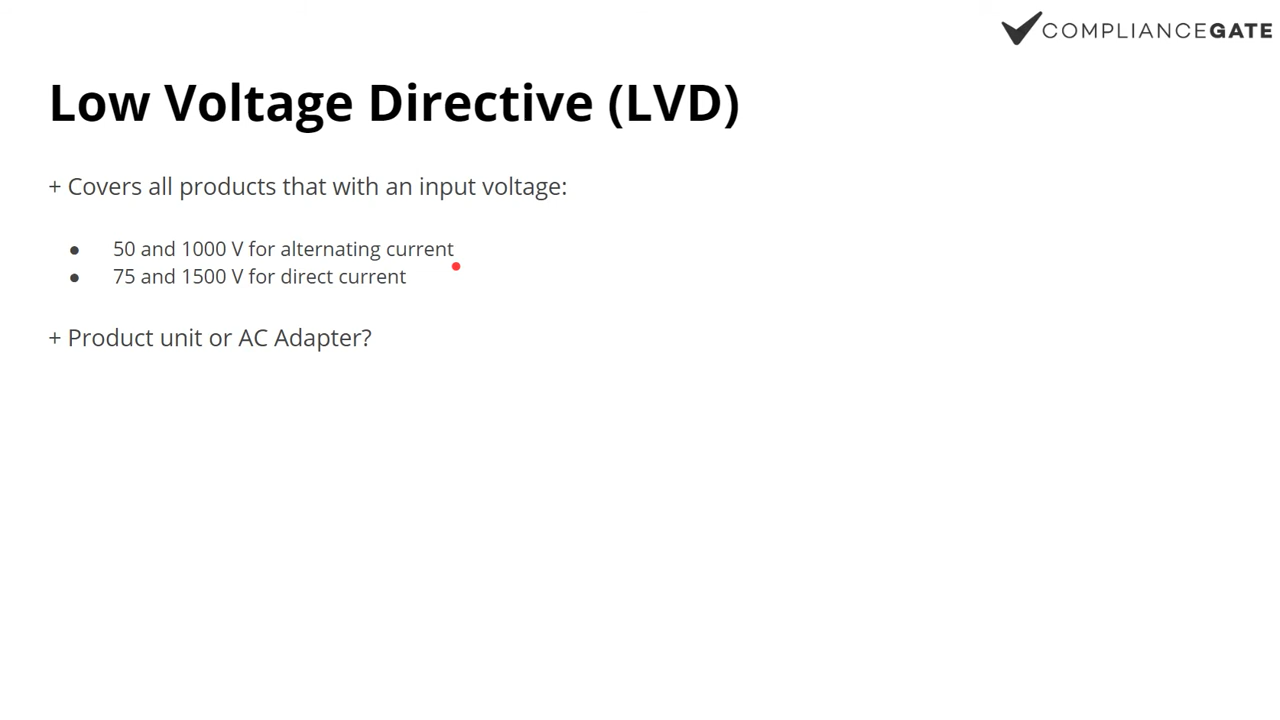 COMPLIANCEGATE
Low Voltage Directive (LVD)
+ Covers all products that with an input voltage:
● 50 and 1000 V for alternating current
● 75 and 1500 V for direct current
+ Product unit or AC Adapter?